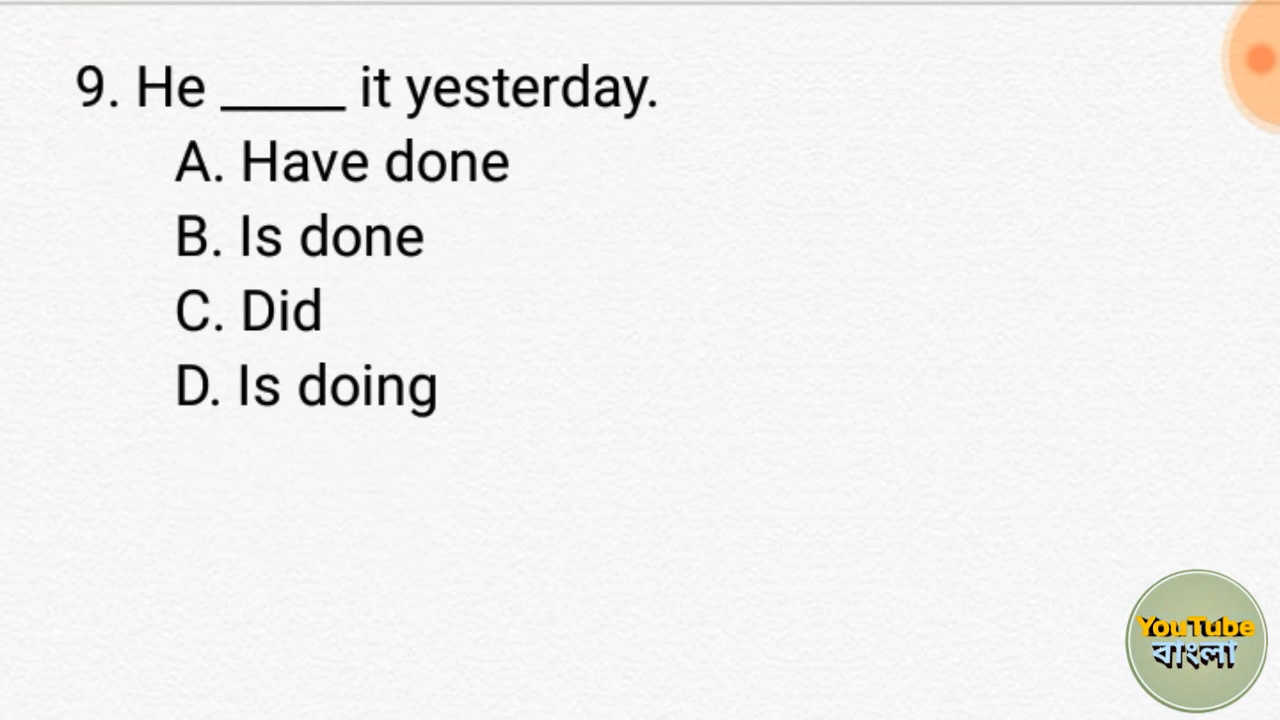 9. He _____ it yesterday.
A. Have done
B. Is done
C. Did
D. Is doing
YouTube
বাংলা